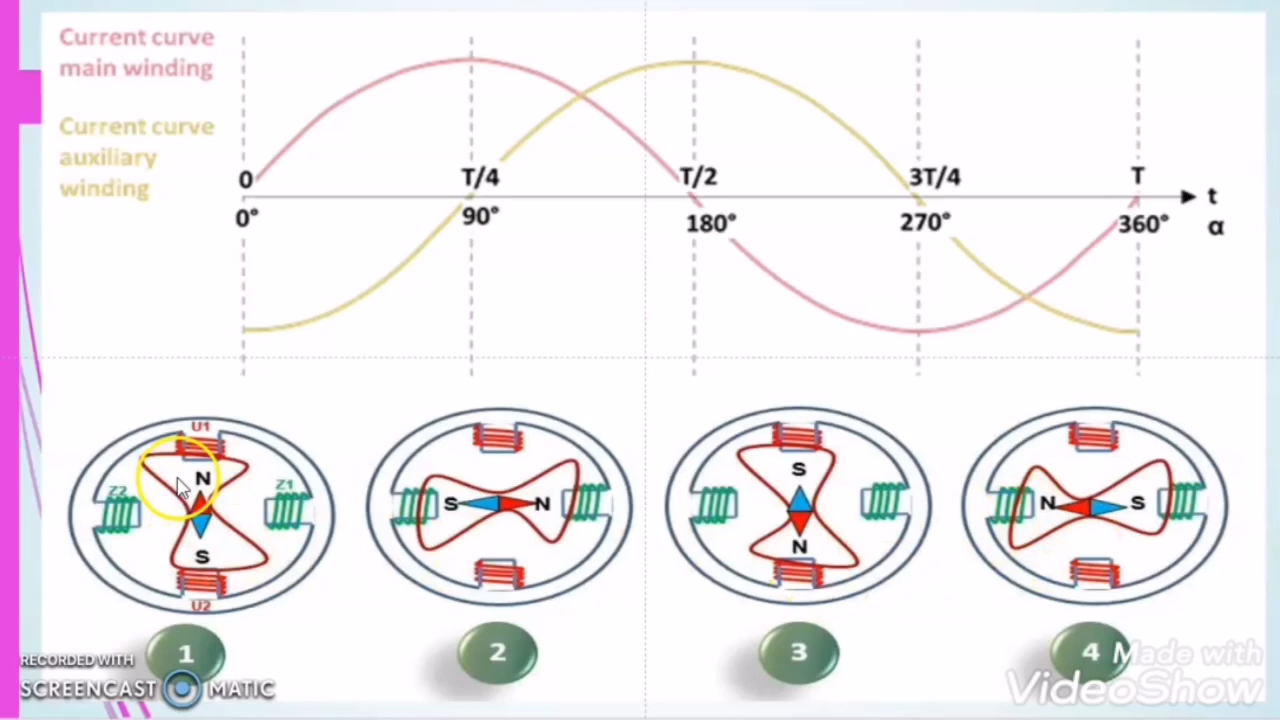 Current curve
main winding
Current curve
auxiliary
winding
0 T/4 T/2 3T/4 T
t
0° 90° 180° 270° 360° α
U1
N
Z2 Z1
S
U2
S N
S
N
N S
1 2 3 4
RECORDED WITH
SCREENCAST MATIC
Made with
VideoShow